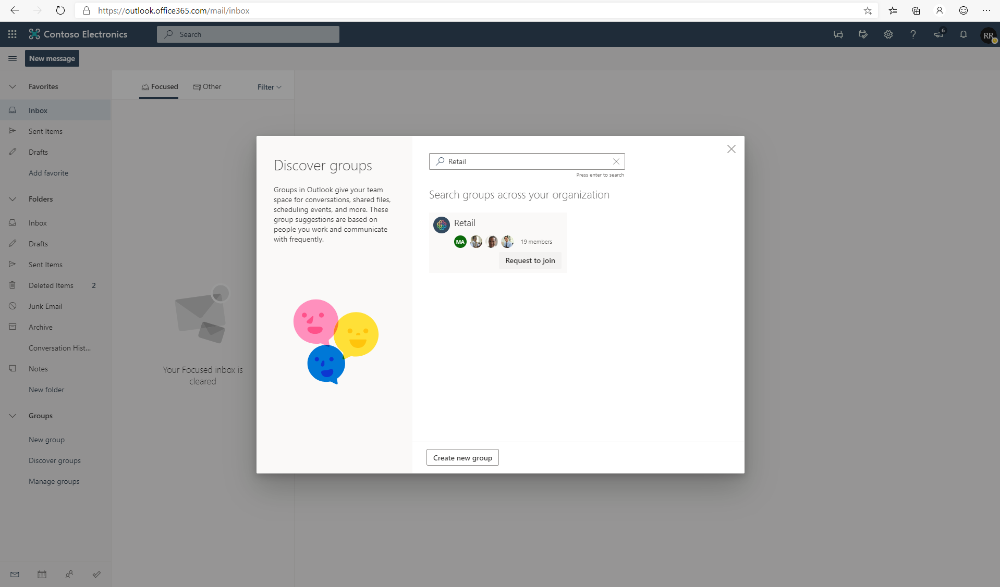 https://outlook.office365.com/mail/inbox
Contoso Electronics
Search
6
RR
New message
Favorites
Inbox
Sent Items
Drafts
Add favorite
Folders
Inbox
Drafts
Sent Items
Deleted Items 2
Junk Email
Archive
Conversation Hist...
Notes
New folder
Groups
New group
Discover groups
Manage groups
Focused
Other
Filter
Your Focused inbox is
cleared
Discover groups
Groups in Outlook give your team
space for conversations, shared files,
scheduling events, and more. These
group suggestions are based on
people you work and communicate
with frequently.
Retail
Press enter to search
Search groups across your organization
Retail
MA
19 members
Request to join
Create new group